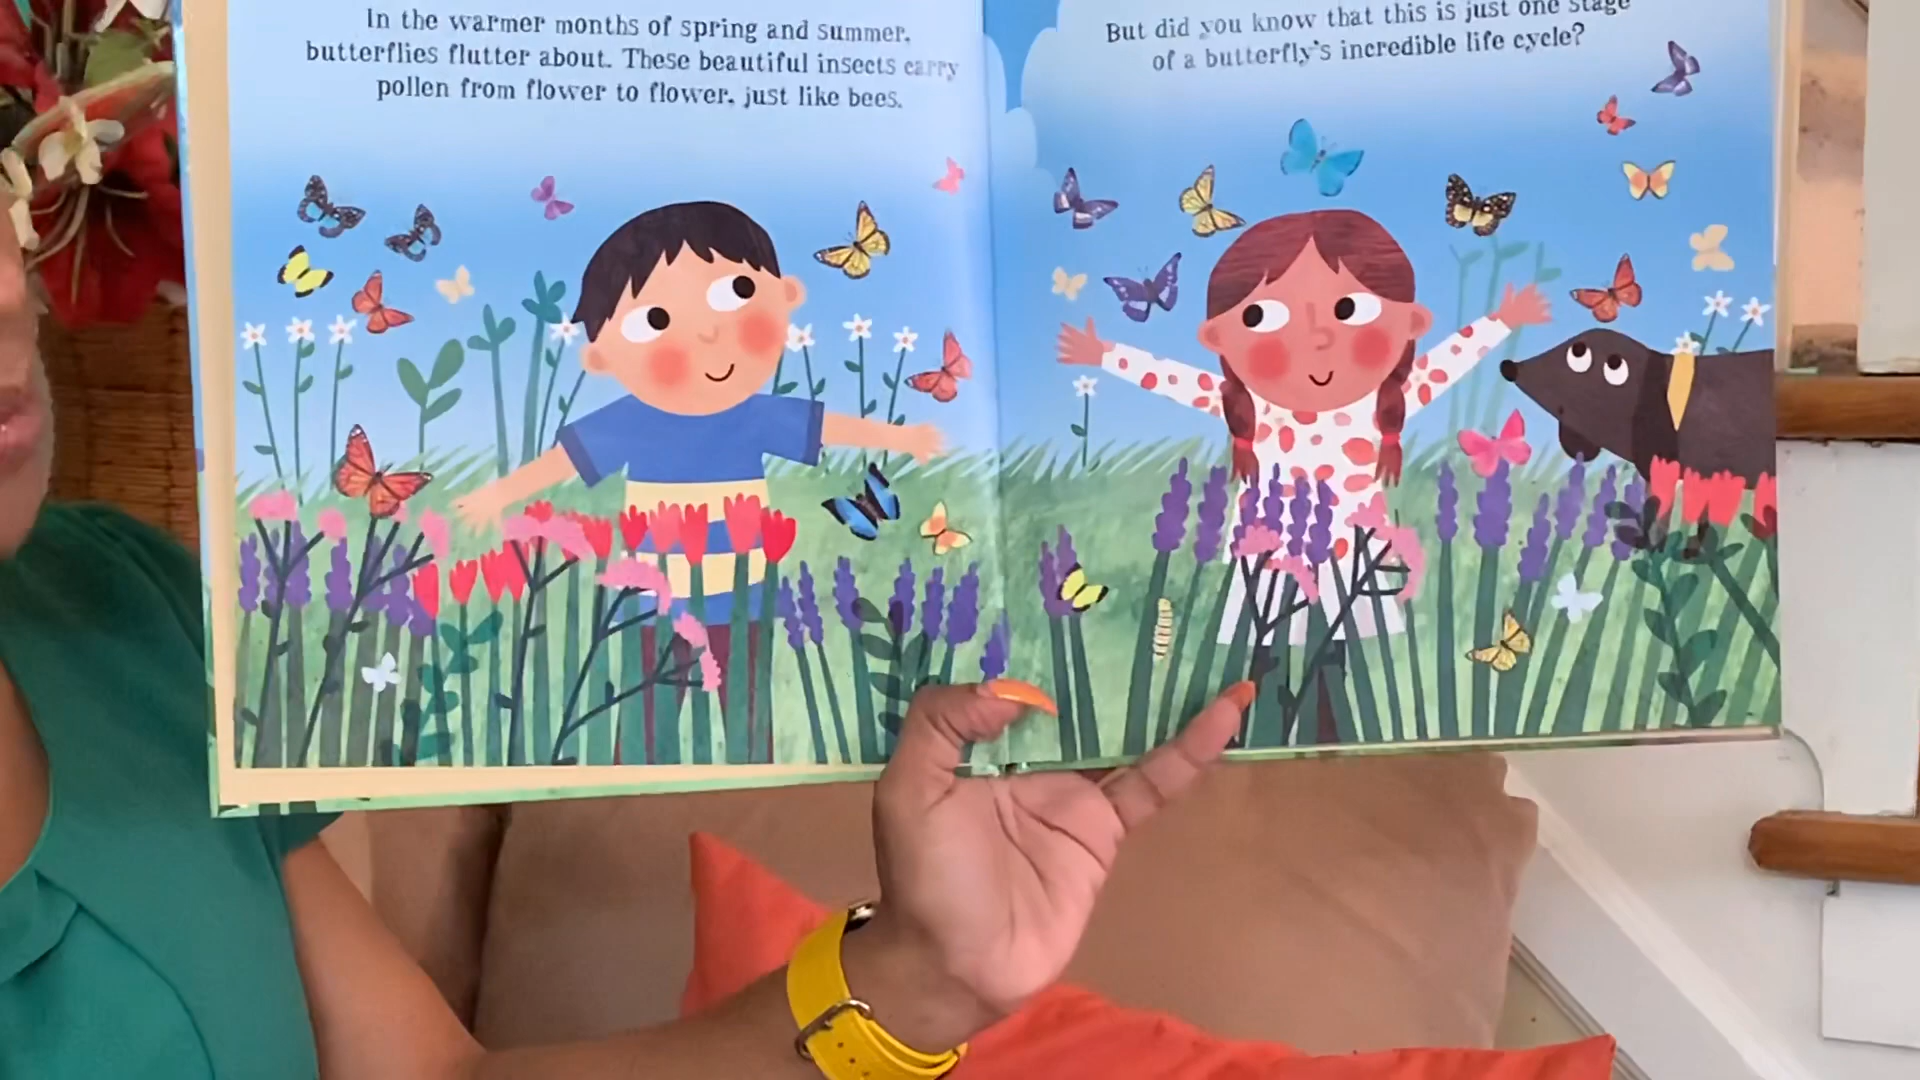 In the warmer months of spring and summer,
butterflies flutter about. These beautiful insects carry
pollen from flower to flower, just like bees.
But did you know that this is just one stage
of a butterfly's incredible life cycle?